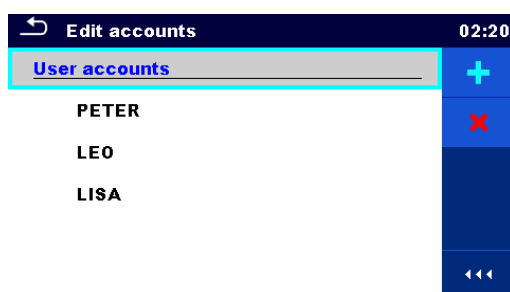 Edit accounts 02:20
User accounts
PETER
LEO
LISA